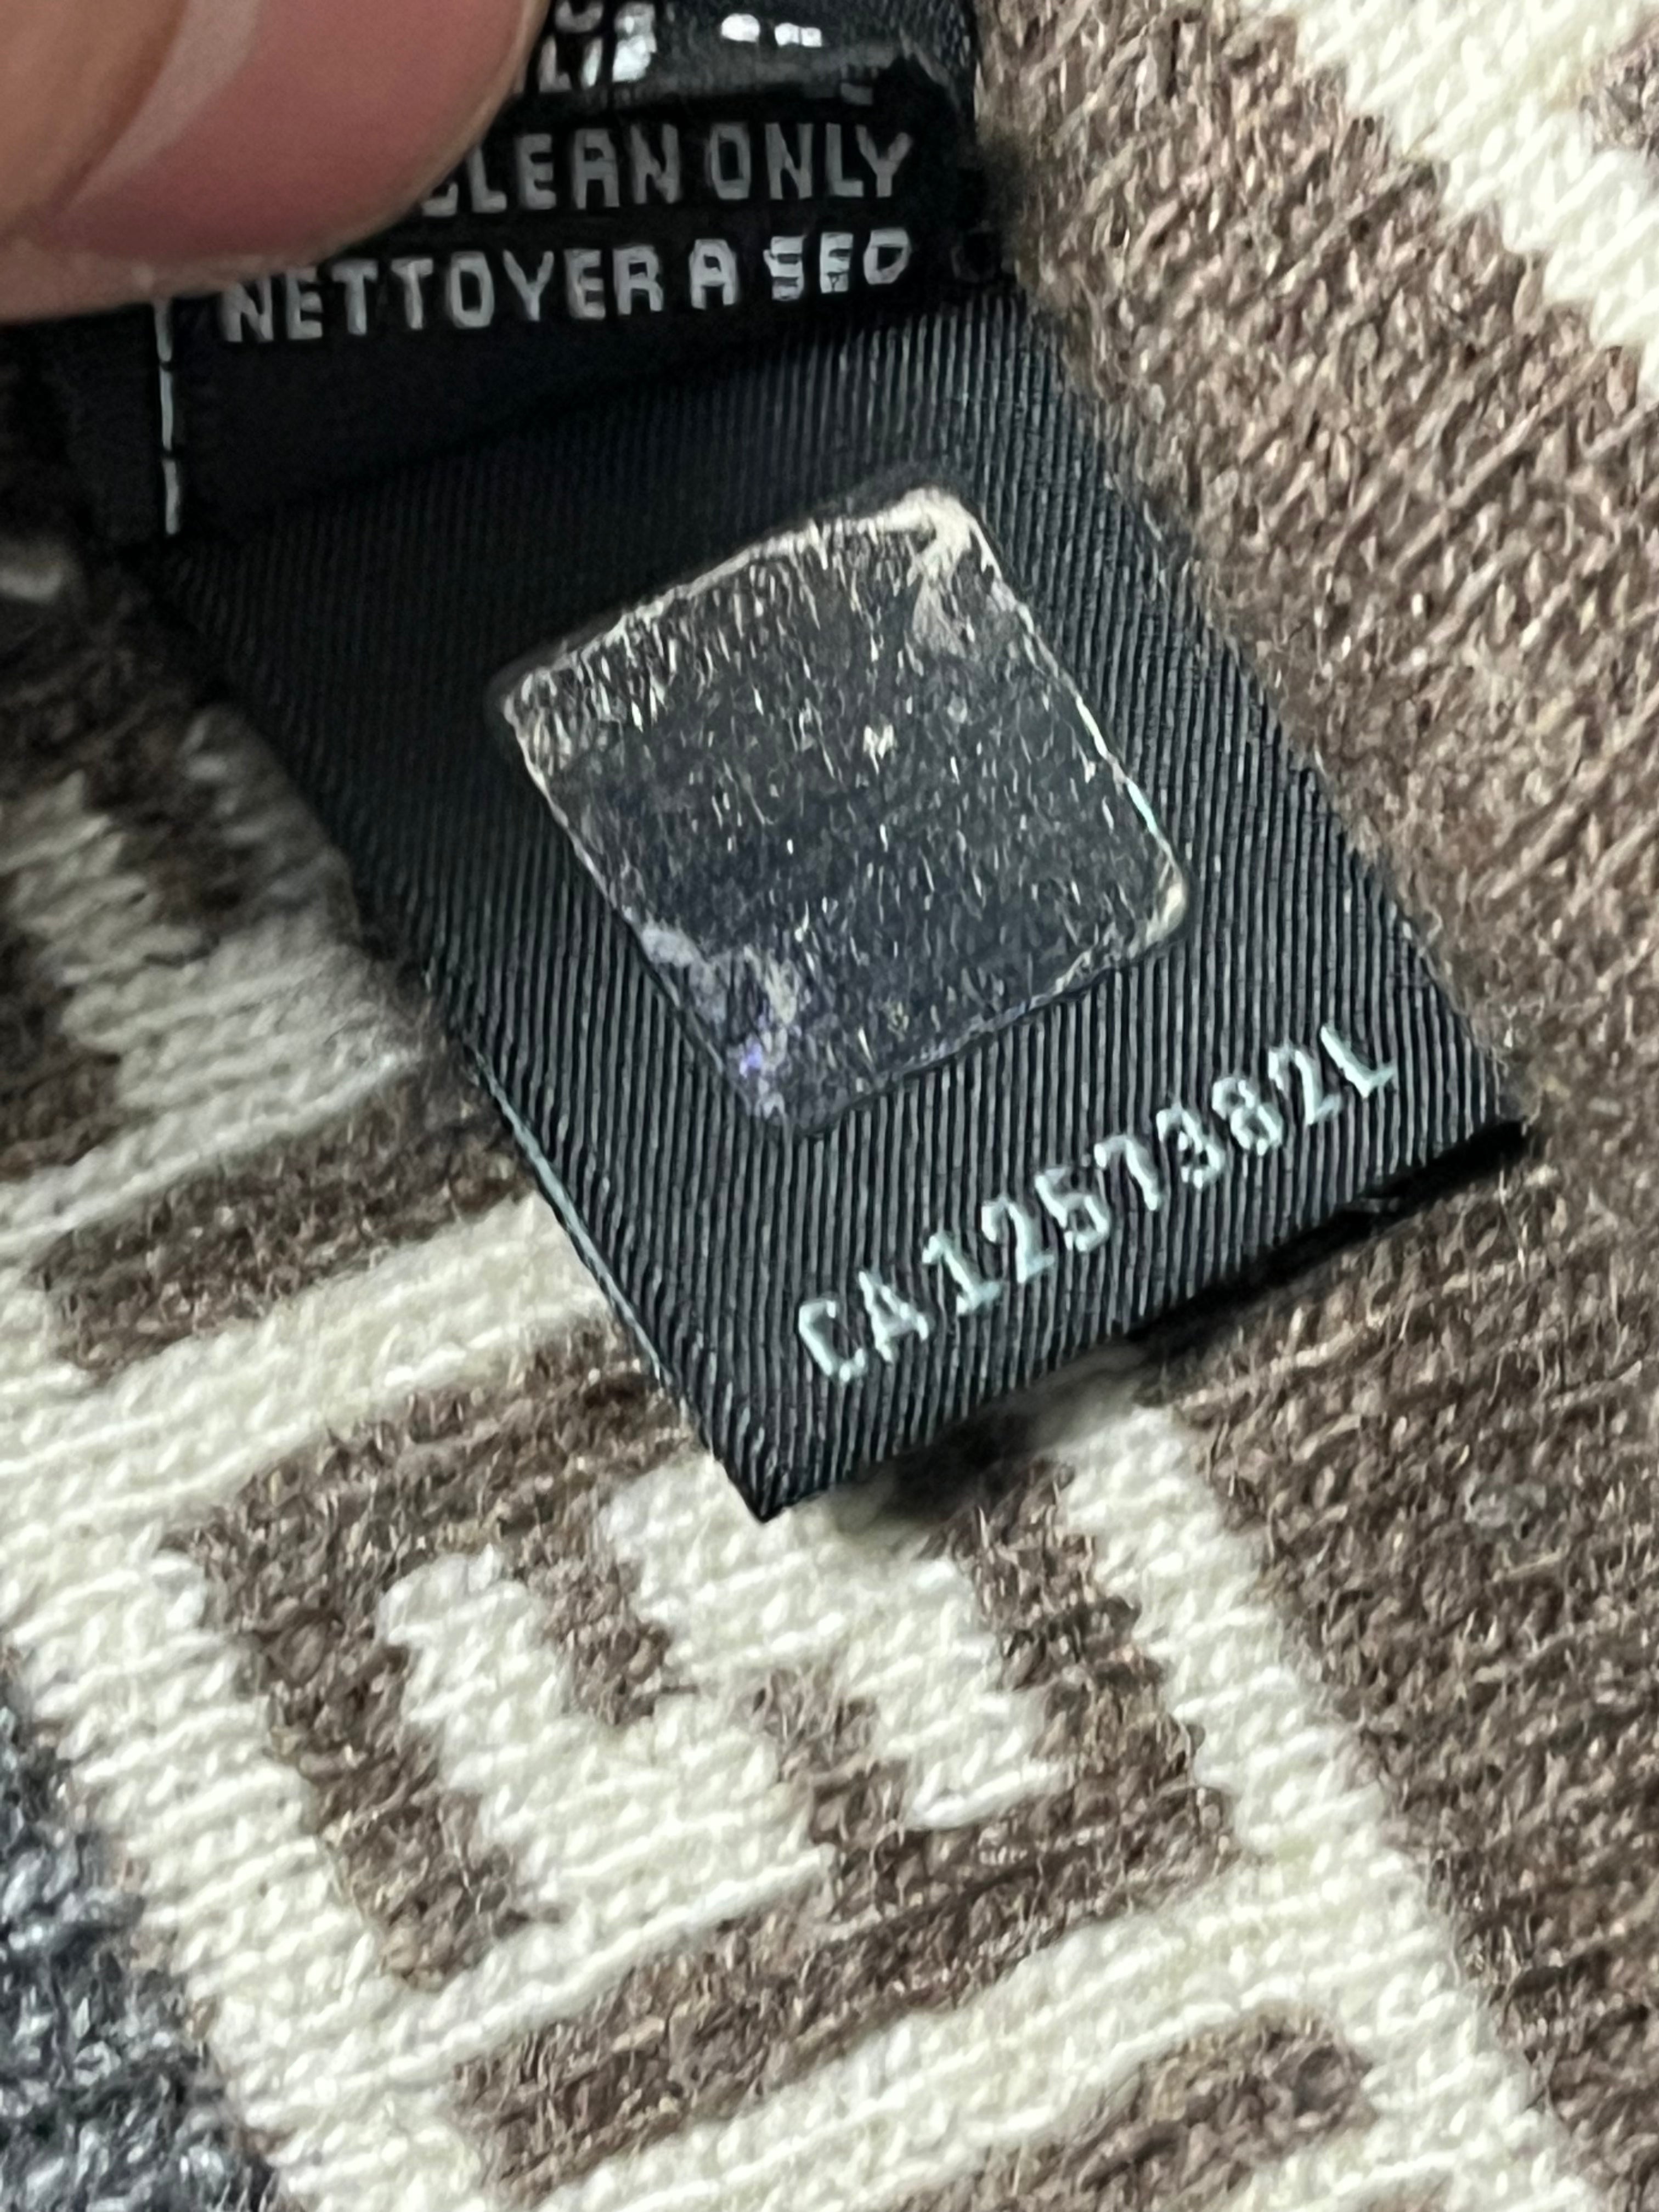 CLEAN ONLY
NETTOYER A SEC
CA1257382L